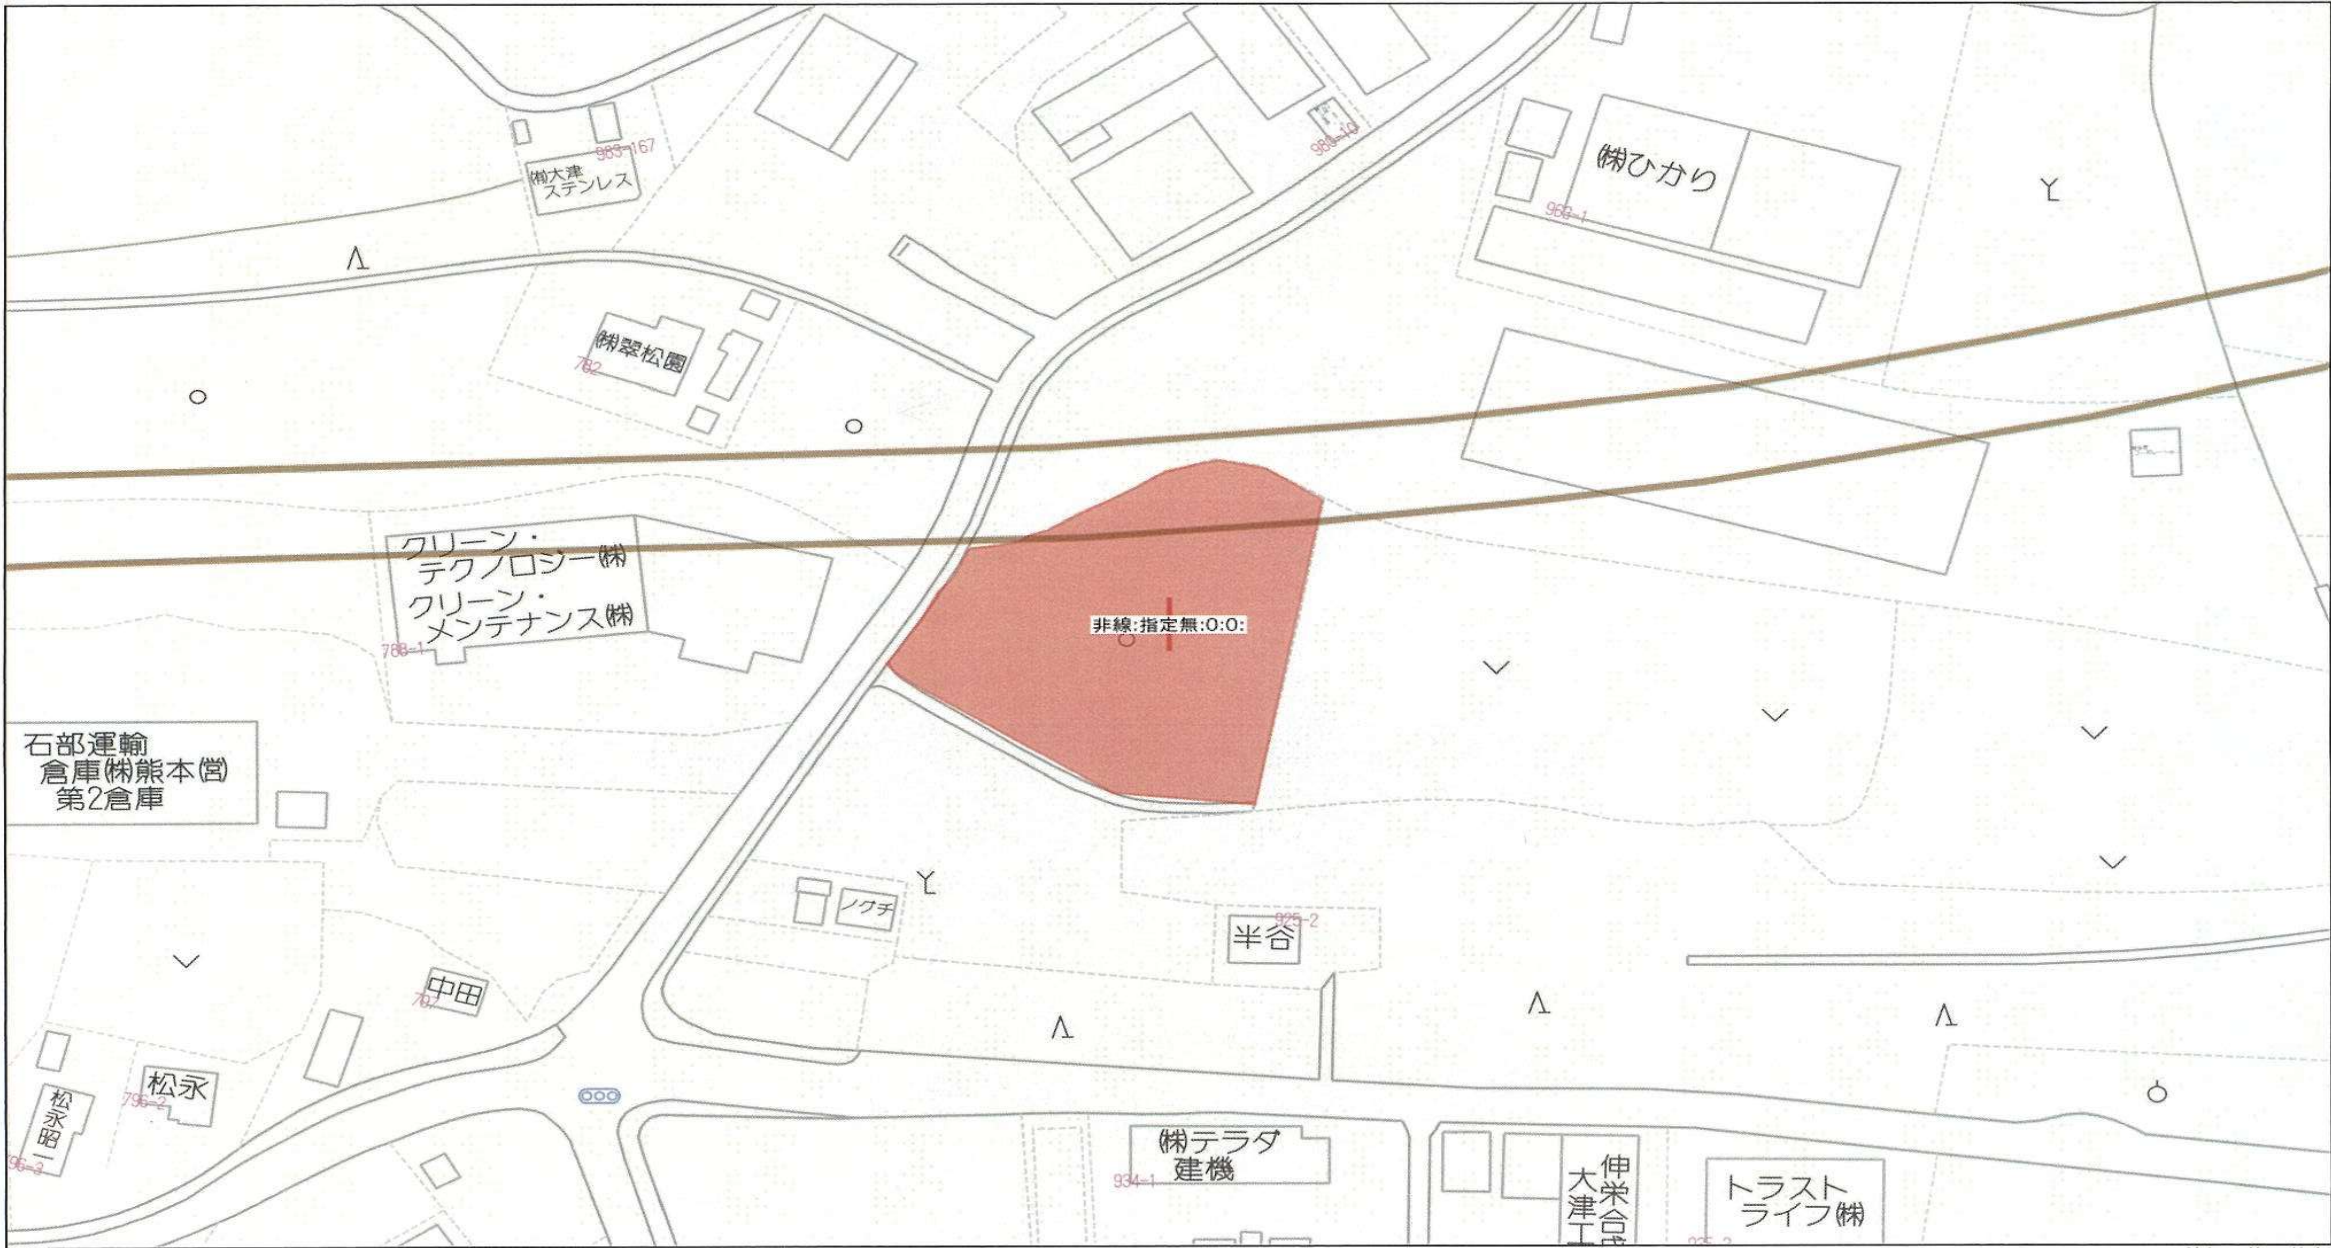 983-167
㈲大津
ステンレス
983-10
㈱ひかり
963-1
㈱翠松園
782
クリーン・
テクノロジー㈱
クリーン・
メンテナンス㈱
788-1
非線:指定無:0:0:
石部運輸
倉庫㈱熊本㈳
第2倉庫
ノグチ
925-2
半谷
中田
797
松永
796-2
松永昭一
96-3
㈱テラダ
建機
934-1
伸栄合成
大津工
トラスト
ライフ㈱